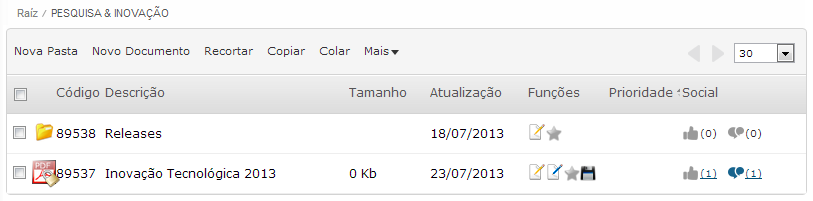 Raíz / PESQUISA & INOVAÇÃO
Nova Pasta Novo Documento Recortar Copiar Colar Mais 30
Código Descrição Tamanho Atualização Funções Prioridade Social
89538 Releases 18/07/2013 (0) (0)
PDF 89537 Inovação Tecnológica 2013 0 Kb 23/07/2013 (1) (1)